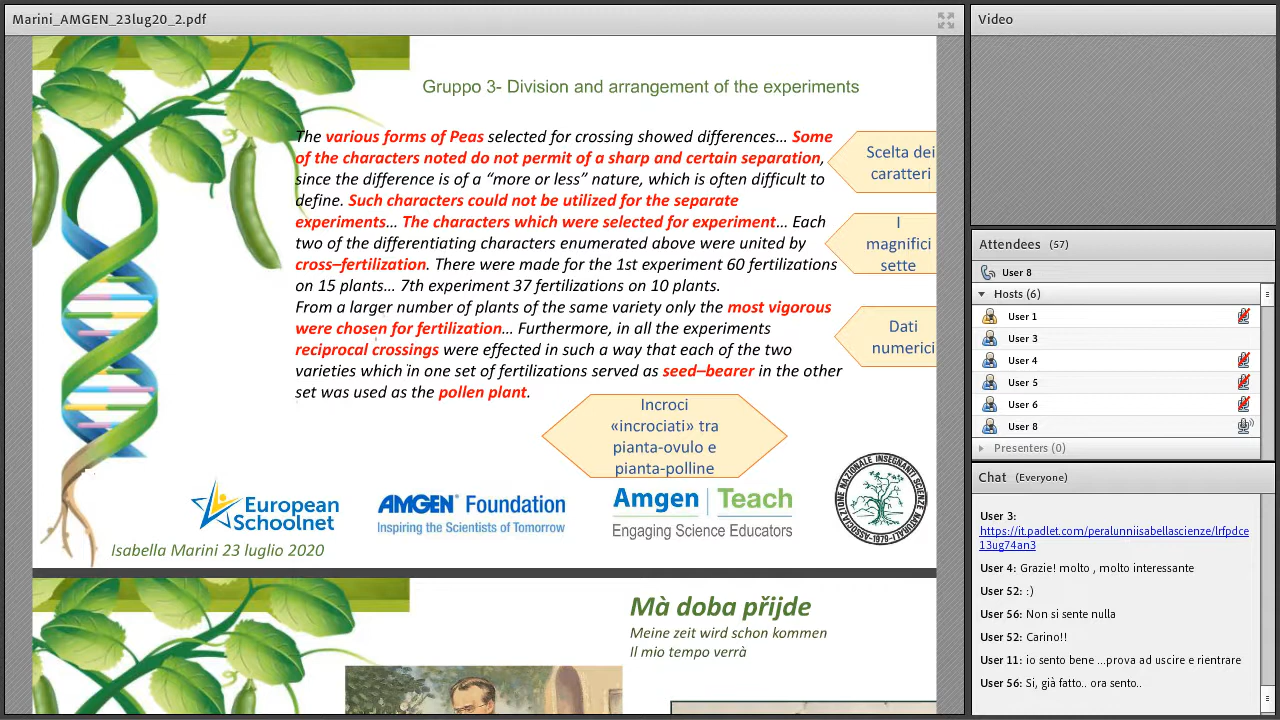 Marini_AMGEN_23lug20_2.pdf
Gruppo 3- Division and arrangement of the experiments
The various forms of Peas selected for crossing showed differences… Some
of the characters noted do not permit of a sharp and certain separation,
since the difference is of a “more or less” nature, which is often difficult to
define. Such characters could not be utilized for the separate
experiments… The characters which were selected for experiment… Each
two of the differentiating characters enumerated above were united by
cross–fertilization. There were made for the 1st experiment 60 fertilizations
on 15 plants… 7th experiment 37 fertilizations on 10 plants.
From a larger number of plants of the same variety only the most vigorous
were chosen for fertilization… Furthermore, in all the experiments
reciprocal crossings were effected in such a way that each of the two
varieties which in one set of fertilizations served as seed–bearer in the other
set was used as the pollen plant.
Scelta dei
caratteri
I
magnifici
sette
Dati
numerici
Incroci
«incrociati» tra
pianta-ovulo e
pianta-polline
European
Schoolnet
AMGEN® Foundation
Inspiring the Scientists of Tomorrow
Amgen | Teach
Engaging Science Educators
ASSOCIAZIONE NAZIONALE INSEGNANTI SCIENZE NATURALI
-1979-
Isabella Marini 23 luglio 2020
Mà doba přijde
Meine zeit wird schon kommen
Il mio tempo verrà
Video
Attendees (57)
User 8
Hosts (6)
User 1
User 3
User 4
User 5
User 6
User 8
Presenters (0)
Chat (Everyone)
User 3:
https://it.padlet.com/peralunniisabellascienze/lrfpdce
13ug74an3
User 4: Grazie! molto , molto interessante
User 52: :)
User 56: Non si sente nulla
User 52: Carino!!
User 11: io sento bene...prova ad uscire e rientrare
User 56: Si, già fatto.. ora sento..